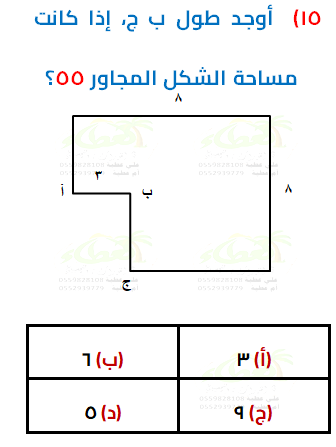 ١٥) أوجد طول ب ج، إذا كانت
مساحة الشكل المجاور ٥٥؟
٨
٣
أ
ب
٨
ج
(أ) ٣
(ب) ٦
(ج) ٩
(د) ٥